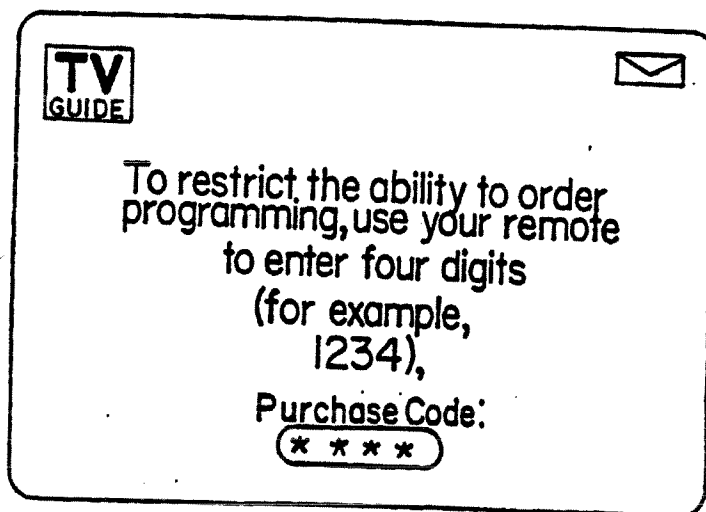 TV
GUIDE
To restrict the ability to order
programming, use your remote
to enter four digits
(for example,
1234),
Purchase Code:
* * * *